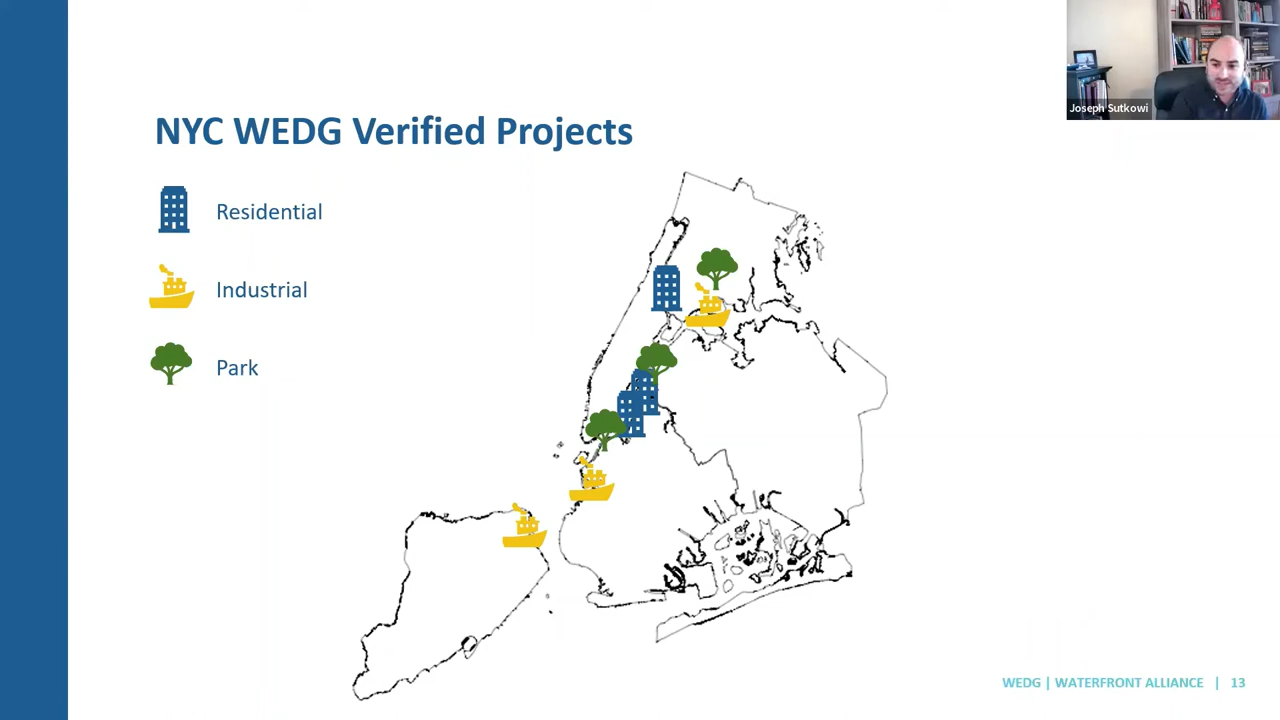 Joseph Sutkowi
NYC WEDG Verified Projects
Residential
Industrial
Park
WEDG | WATERFRONT ALLIANCE | 13